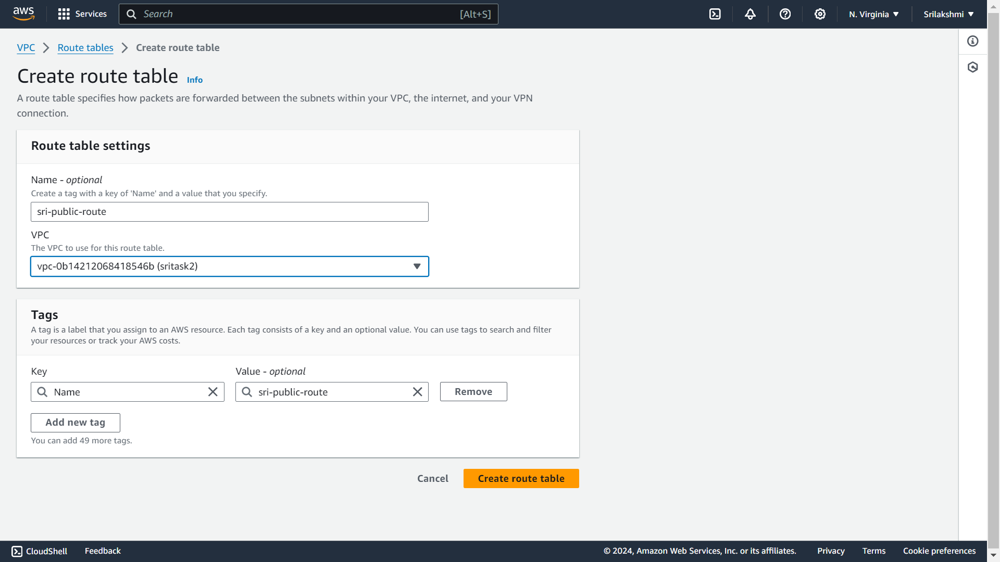 aws
Services
Search
[Alt+S]
N. Virginia
Srilakshmi
VPC
Route tables
Create route table
Create route table
Info
A route table specifies how packets are forwarded between the subnets within your VPC, the internet, and your VPN
connection.
Route table settings
Name - optional
Create a tag with a key of 'Name' and a value that you specify.
sri-public-route
VPC
The VPC to use for this route table.
vpc-0b14212068418546b (sritask2)
Tags
A tag is a label that you assign to an AWS resource. Each tag consists of a key and an optional value. You can use tags to search and filter
your resources or track your AWS costs.
Key
Value - optional
Name
sri-public-route
Remove
Add new tag
You can add 49 more tags.
Cancel
Create route table
CloudShell
Feedback
© 2024, Amazon Web Services, Inc. or its affiliates.
Privacy
Terms
Cookie preferences